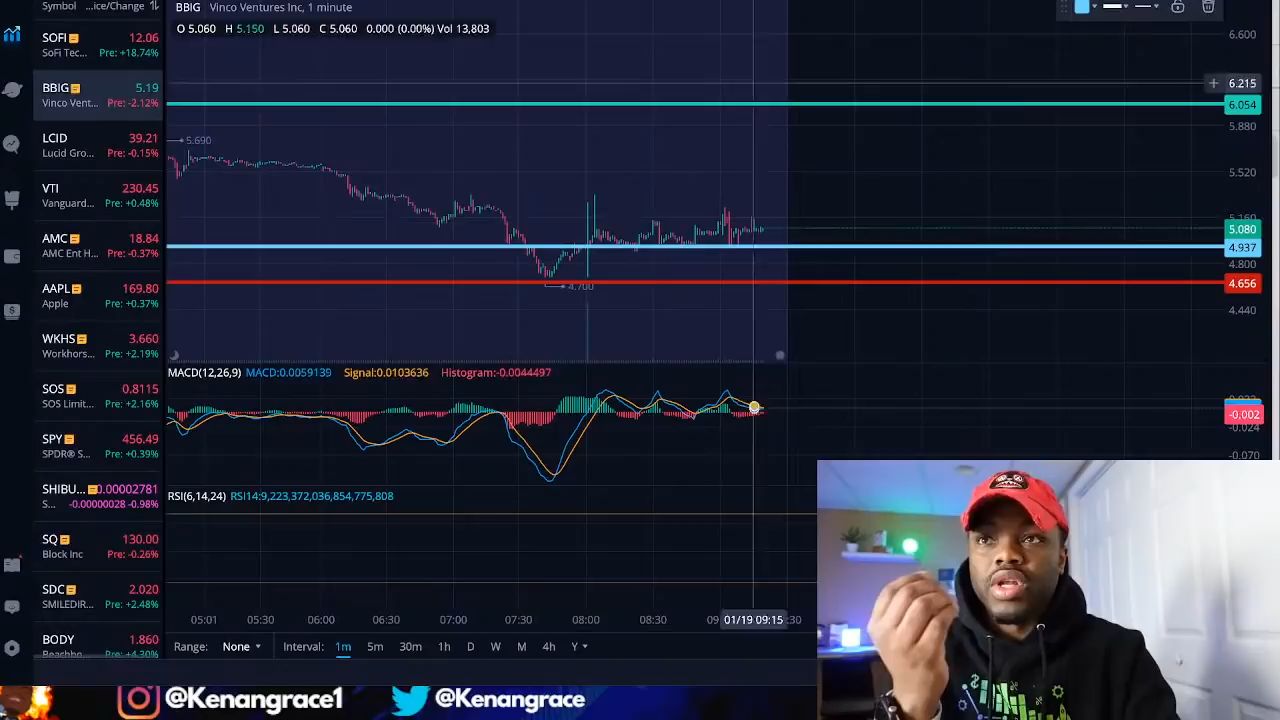 Symbol ...ice/Change
BBIG Vinco Ventures Inc, 1 minute
O 5.060 H 5.150 L 5.060 C 5.060 0.000 (0.00%) Vol 13,803
SOFI 12.06
SoFi Tec... Pre: +18.74%
BBIG 5.19
Vinco Vent... Pre: -2.12%
LCID 39.21
Lucid Gro... Pre: -0.15%
VTI 230.45
Vanguard... Pre: +0.48%
AMC 18.84
AMC Ent H... Pre: -0.37%
AAPL 169.80
Apple Pre: +0.37%
WKHS 3.660
Workhors... Pre: +2.19%
SOS 0.8115
SOS Limit... Pre: +2.16%
SPY 456.49
SPDR® S... Pre: +0.39%
SHIBU... 0.00002781
S... -0.00000028 -0.98%
SQ 130.00
Block Inc Pre: -0.26%
SDC 2.020
SMILEDIR... Pre: +2.48%
BODY 1.860
Beachbo... Pre: +4.30%
5.690
4.700
6.600
6.215
6.054
5.880
5.520
5.160
5.080
4.937
4.800
4.656
4.440
MACD(12,26,9) MACD:0.0059139 Signal:0.0103636 Histogram:-0.0044497
-0.002
-0.024
-0.070
RSI(6,14,24) RSI14:9,223,372,036,854,775,808
05:01 05:30 06:00 06:30 07:00 07:30 08:00 08:30 09 01/19 09:15 :30
Range: None Interval: 1m 5m 30m 1h D W M 4h Y
@Kenangrace1 @Kenangrace